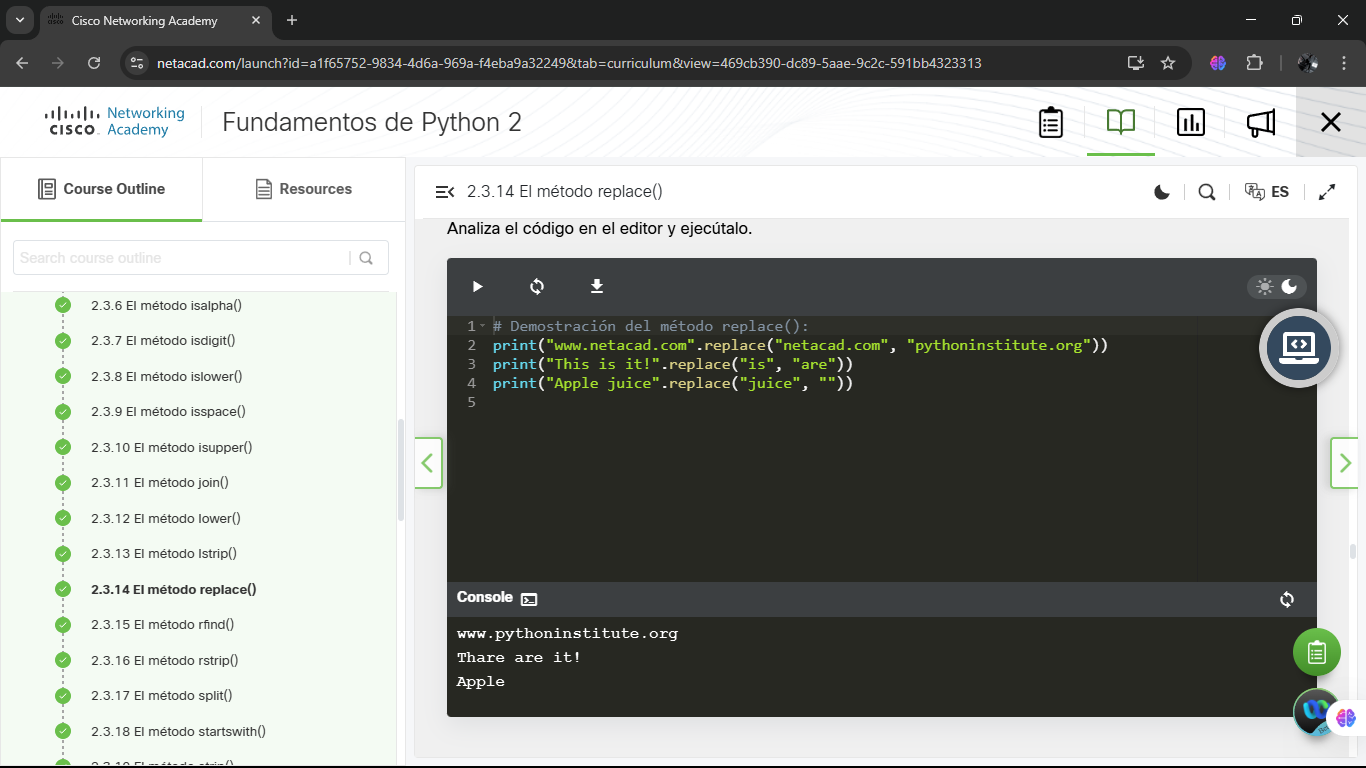 Cisco Networking Academy
netacad.com/launch?id=a1f65752-9834-4d6a-969a-f4eba9a32249&tab=curriculum&view=469cb390-dc89-5aae-9c2c-591bb4323313
CISCO Networking Academy
Fundamentos de Python 2
Course Outline
Resources
Search course outline
2.3.6 El método isalpha()
2.3.7 El método isdigit()
2.3.8 El método islower()
2.3.9 El método isspace()
2.3.10 El método isupper()
2.3.11 El método join()
2.3.12 El método lower()
2.3.13 El método lstrip()
2.3.14 El método replace()
2.3.15 El método rfind()
2.3.16 El método rstrip()
2.3.17 El método split()
2.3.18 El método startswith()
2.3.14 El método replace()
ES
Analiza el código en el editor y ejecútalo.
1 # Demostración del método replace():
2 print("www.netacad.com".replace("netacad.com", "pythoninstitute.org"))
3 print("This is it!".replace("is", "are"))
4 print("Apple juice".replace("juice", ""))
5
Console
www.pythoninstitute.org
Thare are it!
Apple